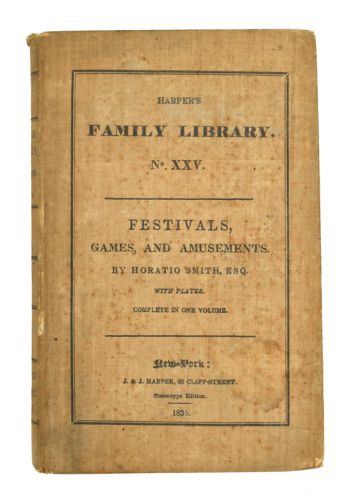 HARPER'S
FAMILY LIBRARY.
No. XXV.
FESTIVALS,
GAMES, AND AMUSEMENTS.
BY HORATIO SMITH, ESQ.
WITH PLATES.
COMPLETE IN ONE VOLUME.
New-York:
J. & J. HARPER, 82 CLIFF-STREET.
Stereotype Edition.